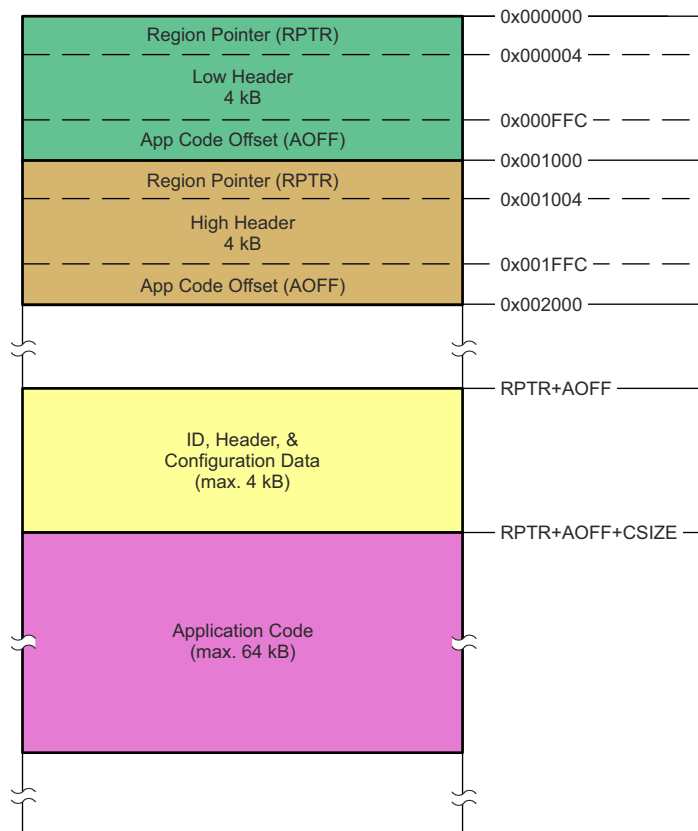 0x000000
Region Pointer (RPTR)
0x000004
Low Header
4 kB
0x000FFC
App Code Offset (AOFF)
0x001000
Region Pointer (RPTR)
0x001004
High Header
4 kB
0x001FFC
App Code Offset (AOFF)
0x002000
RPTR+AOFF
ID, Header, &
Configuration Data
(max. 4 kB)
RPTR+AOFF+CSIZE
Application Code
(max. 64 kB)